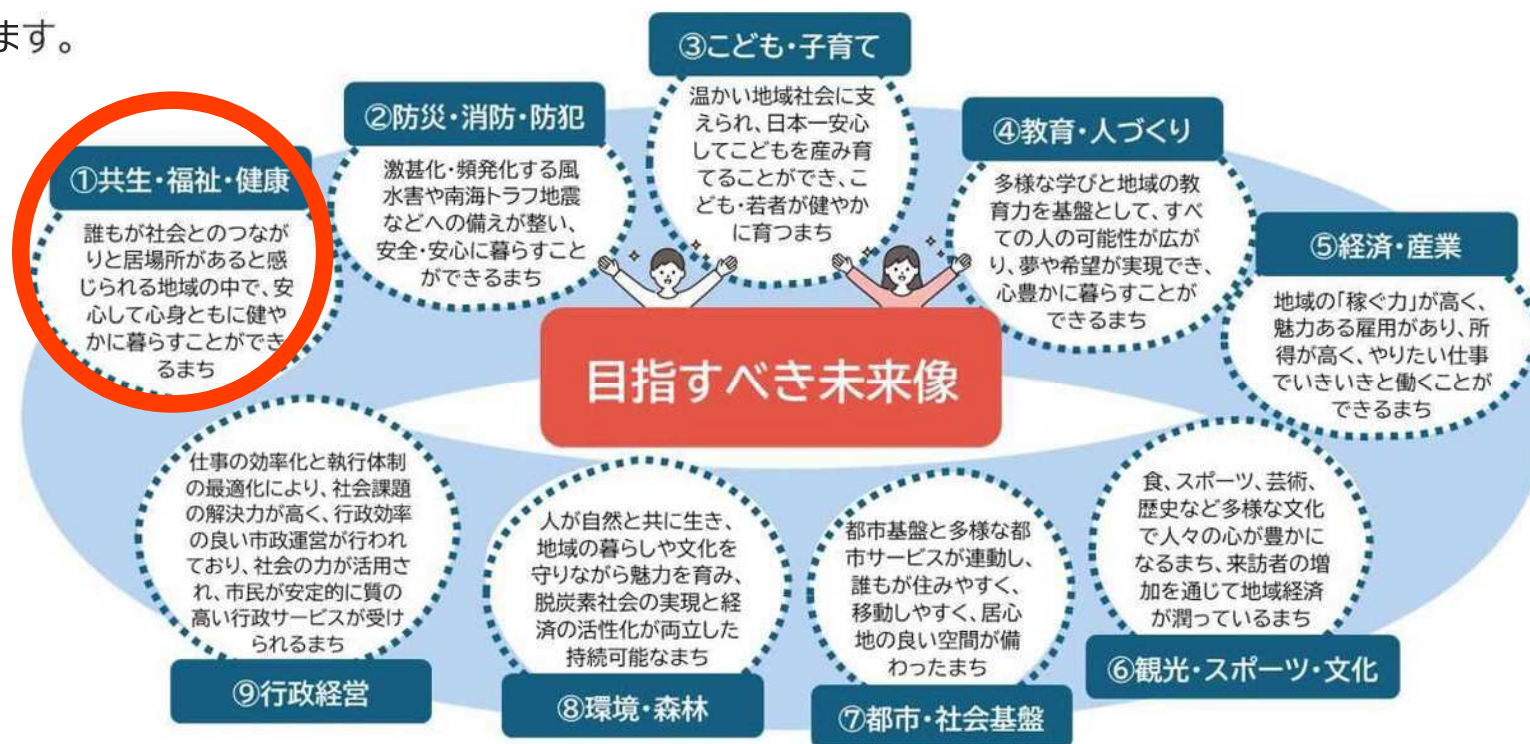 ます。
①共生・福祉・健康
誰もが社会とのつなが
りと居場所があると感
じられる地域の中で、安
心して心身ともに健や
かに暮らすことができ
るまち
②防災・消防・防犯
激甚化・頻発化する風
水害や南海トラフ地震
などへの備えが整い、
安全・安心に暮らすこと
ができるまち
③こども・子育て
温かい地域社会に支
えられ、日本一安心
してこどもを産み育
てることができ、こ
ども・若者が健やか
に育つまち
④教育・人づくり
多様な学びと地域の教
育力を基盤として、すべ
ての人の可能性が広が
り、夢や希望が実現でき、
心豊かに暮らすことが
できるまち
⑤経済・産業
地域の「稼ぐ力」が高く、
魅力ある雇用があり、所
得が高く、やりたい仕事
でいきいきと働くことが
できるまち
目指すべき未来像
仕事の効率化と執行体制
の最適化により、社会課題
の解決力が高く、行政効率
の良い市政運営が行われ
ており、社会の力が活用さ
れ、市民が安定的に質の
高い行政サービスが受け
られるまち
⑨行政経営
人が自然と共に生き、
地域の暮らしや文化を
守りながら魅力を育み、
脱炭素社会の実現と経
済の活性化が両立した
持続可能なまち
⑧環境・森林
都市基盤と多様な都
市サービスが連動し、
誰もが住みやすく、
移動しやすく、居心
地の良い空間が備
わったまち
⑦都市・社会基盤
食、スポーツ、芸術、
歴史など多様な文化
で人々の心が豊かに
なるまち、来訪者の増
加を通じて地域経済
が潤っているまち
⑥観光・スポーツ・文化